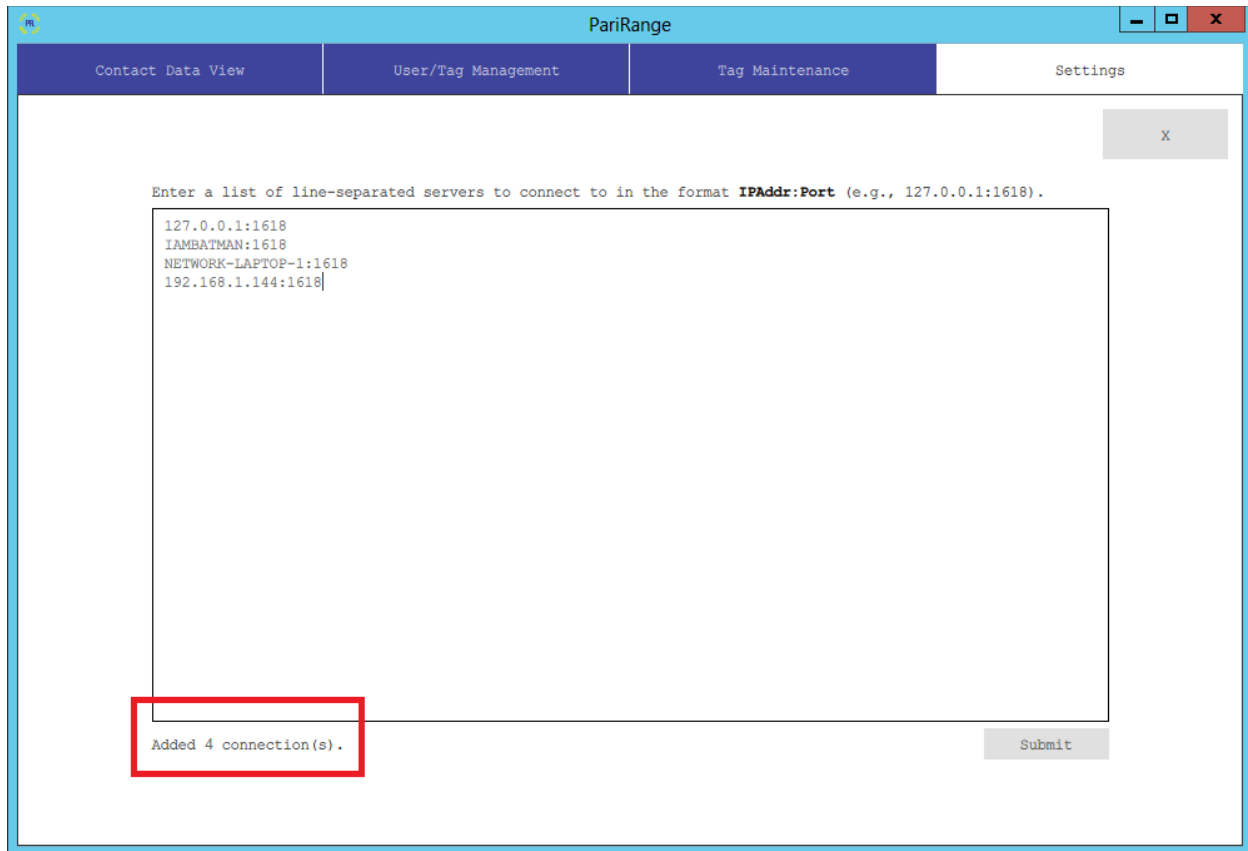 PR
PariRange
X
Contact Data View
User/Tag Management
Tag Maintenance
Settings
X
Enter a list of line-separated servers to connect to in the format IPAddr:Port (e.g., 127.0.0.1:1618).
127.0.0.1:1618
IAMBATMAN:1618
NETWORK-LAPTOP-1:1618
192.168.1.144:1618
Added 4 connection(s).
Submit